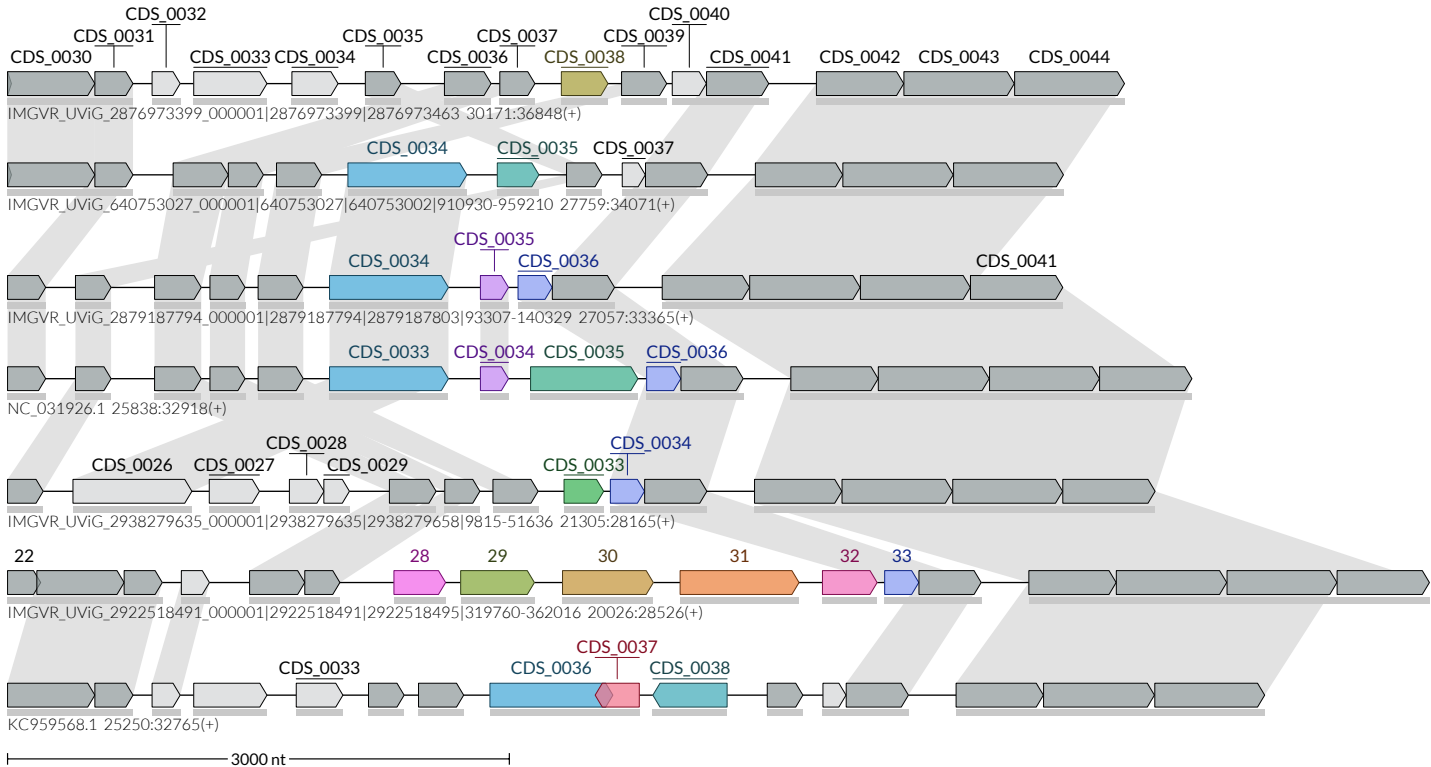 CDS_0032 CDS_0040
CDS_0031 CDS_0035 CDS_0037 CDS_0039
CDS_0030 CDS_0033 CDS_0034 CDS_0036 CDS_0038 CDS_0041 CDS_0042 CDS_0043 CDS_0044
IMGVR_UViG_2876973399_000001|2876973399|2876973463 30171:36848(+)
CDS_0034 CDS_0035 CDS_0037
IMGVR_UViG_640753027_000001|640753027|640753002|910930-959210 27759:34071(+)
CDS_0035
CDS_0034 CDS_0036 CDS_0041
IMGVR_UViG_2879187794_000001|2879187794|2879187803|93307-140329 27057:33365(+)
CDS_0033 CDS_0034 CDS_0035 CDS_0036
NC_031926.1 25838:32918(+)
CDS_0028 CDS_0034
CDS_0026 CDS_0027 CDS_0029 CDS_0033
IMGVR_UViG_2938279635_000001|2938279635|2938279658|9815-51636 21305:28165(+)
22 28 29 30 31 32 33
IMGVR_UViG_2922518491_000001|2922518491|2922518495|319760-362016 20026:28526(+)
CDS_0037
CDS_0033 CDS_0036 CDS_0038
KC959568.1 25250:32765(+)
3000 nt